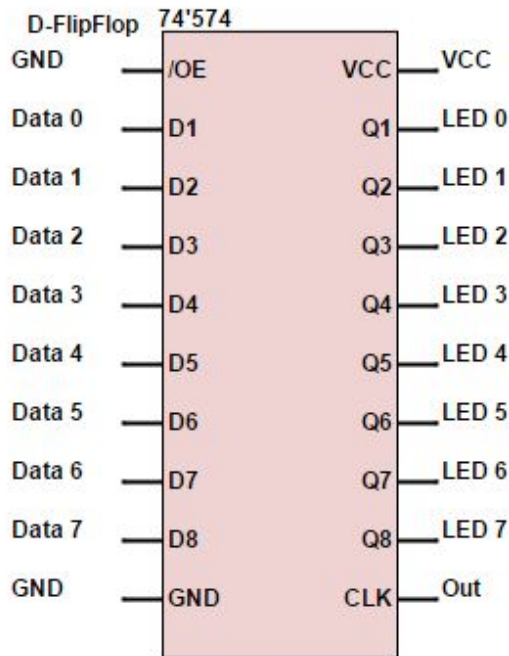 D-FlipFlop 74'574
GND /OE VCC VCC
Data 0 D1 Q1 LED 0
Data 1 D2 Q2 LED 1
Data 2 D3 Q3 LED 2
Data 3 D4 Q4 LED 3
Data 4 D5 Q5 LED 4
Data 5 D6 Q6 LED 5
Data 6 D7 Q7 LED 6
Data 7 D8 Q8 LED 7
GND GND CLK Out